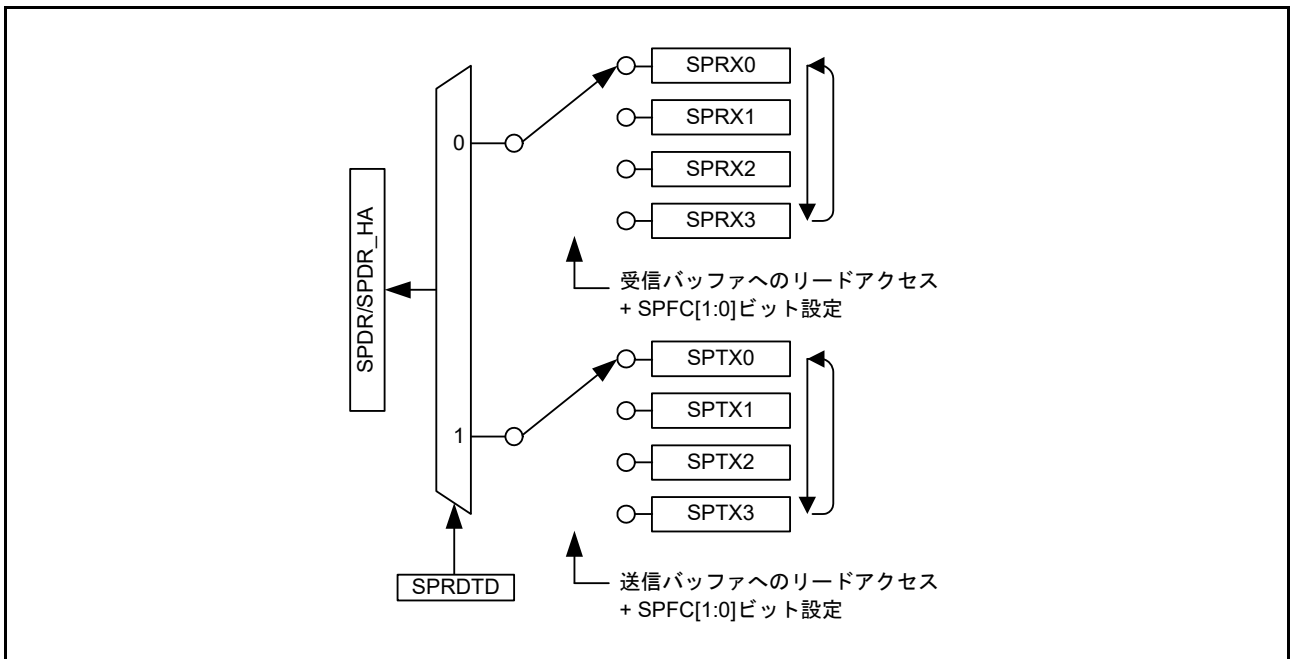 SPRX0
SPRX1
0
SPRX2
SPRX3
SPDR/SPDR_HA
受信バッファへのリードアクセス
+ SPFC[1:0]ビット設定
SPTX0
SPTX1
1
SPTX2
SPTX3
SPRDTD
送信バッファへのリードアクセス
+ SPFC[1:0]ビット設定